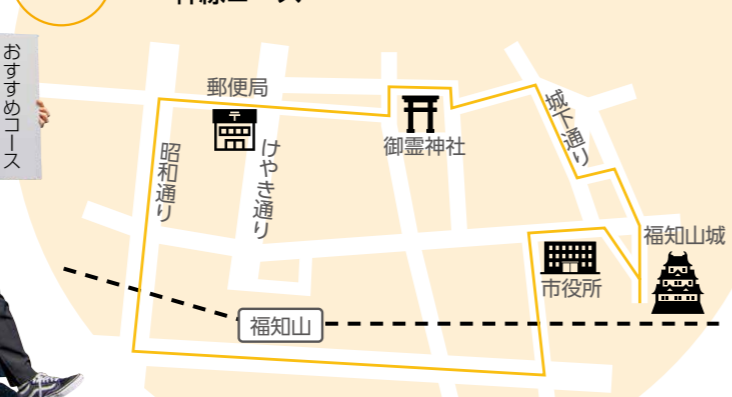 おすすめコース
郵便局
御霊神社
城下通り
昭和通り
けやき通り
福知山城
市役所
福知山